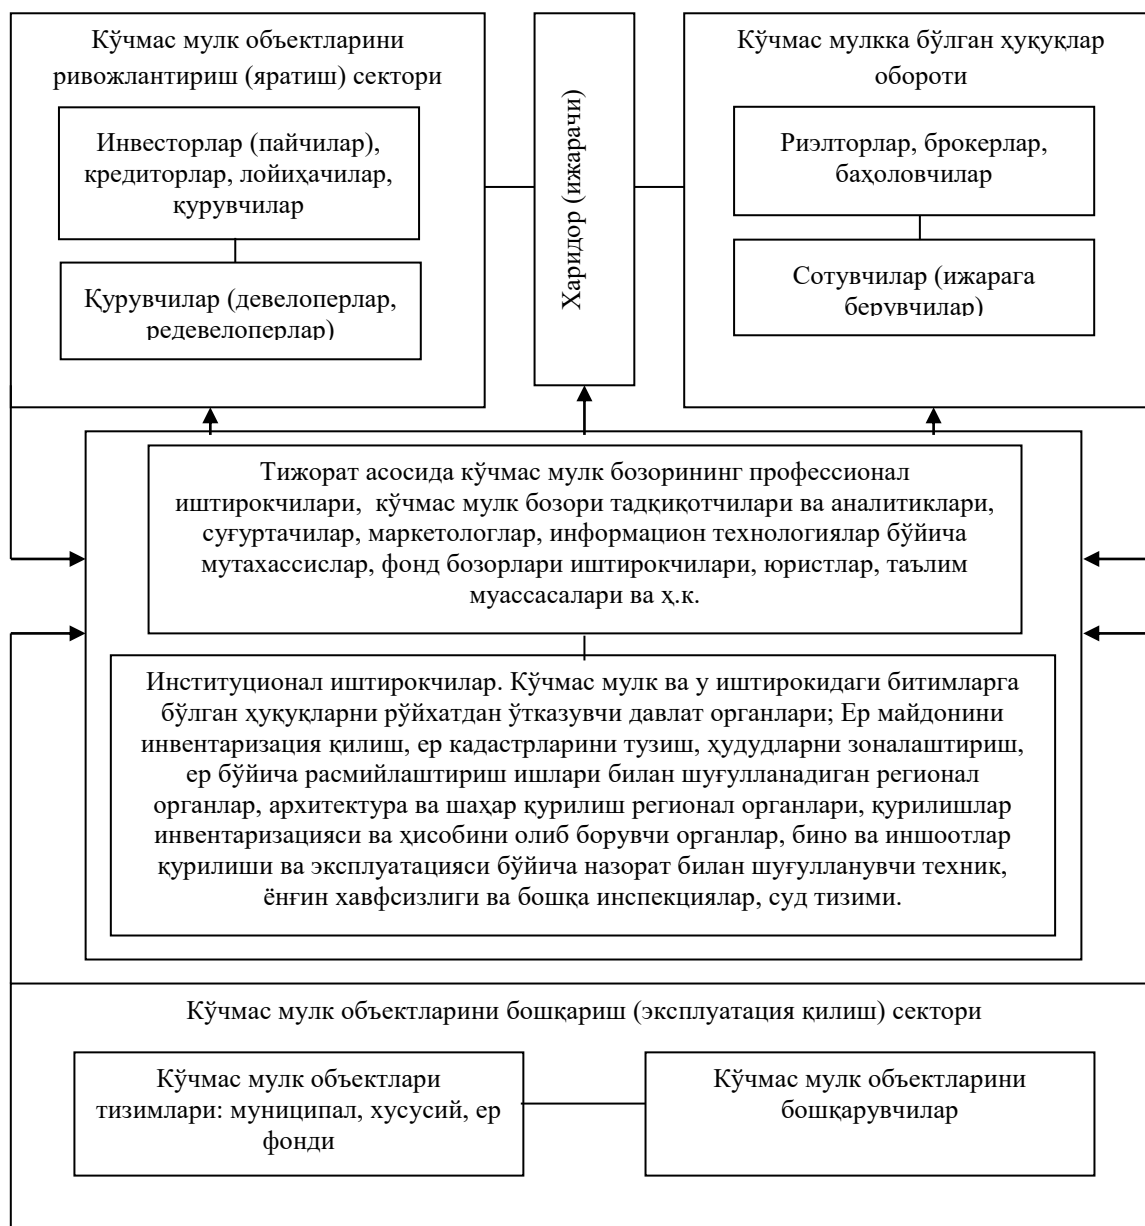 Кўчмас мулк объектларини
ривожлантириш (яратиш) сектори
Инвесторлар (пайчилар),
кредиторлар, лойиҳачилар,
қурувчилар
Қурувчилар (девелоперлар,
редевелоперлар)
Харидор (ижарачи)
Кўчмас мулкка бўлган ҳуқуқлар
обороти
Риэлторлар, брокерлар,
баҳоловчилар
Сотувчилар (ижарага
берувчилар)
Тижорат асосида кўчмас мулк бозорининг профессионал
иштирокчилари, кўчмас мулк бозори тадқиқотчилари ва аналитиклари,
суғуртачилар, маркетологлар, информацион технологиялар бўйича
мутахассислар, фонд бозорлари иштирокчилари, юристлар, таълим
муассасалари ва ҳ.к.
Институционал иштирокчилар. Кўчмас мулк ва у иштирокидаги битимларга
бўлган ҳуқуқларни рўйхатдан ўтказувчи давлат органлари; Ер майдонини
инвентаризация қилиш, ер кадастрларини тузиш, ҳудудларни зоналаштириш,
ер бўйича расмийлаштириш ишлари билан шуғулланадиган регионал
органлар, архитектура ва шаҳар қурилиш регионал органлари, қурилишлар
инвентаризацияси ва ҳисобини олиб борувчи органлар, бино ва иншоотлар
қурилиши ва эксплуатацияси бўйича назорат билан шуғулланувчи техник,
ёнғин хавфсизлиги ва бошқа инспекциялар, суд тизими.
Кўчмас мулк объектларини бошқариш (эксплуатация қилиш) сектори
Кўчмас мулк объектлари
тизимлари: муниципал, хусусий, ер
фонди
Кўчмас мулк объектларини
бошқарувчилар